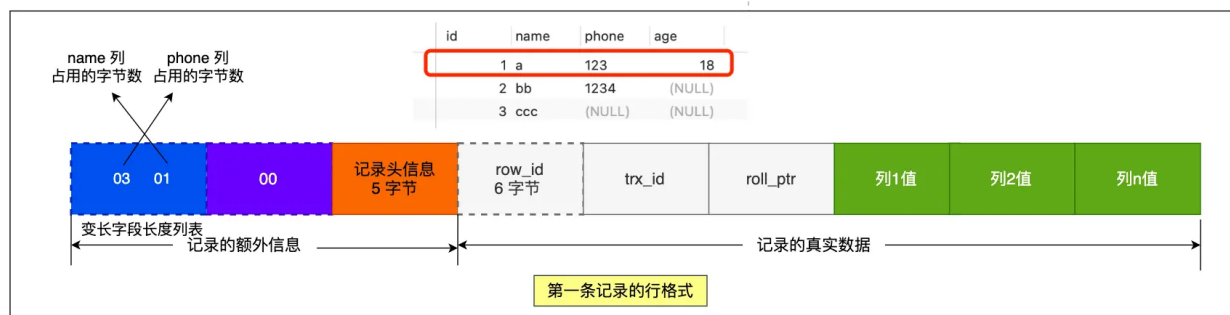 id name phone age
1 a 123 18
2 bb 1234 (NULL)
3 ccc (NULL) (NULL)
name 列
占用的字节数
phone 列
占用的字节数
03 01
00
记录头信息
5 字节
row_id
6 字节
trx_id
roll_ptr
列1值
列2值
列n值
变长字段长度列表
记录的额外信息
记录的真实数据
第一条记录的行格式